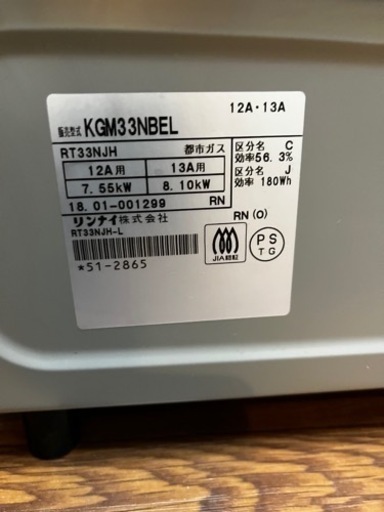 12A・13A
販売型式 KGM33NBEL
RT33NJH 都市ガス
12A用 13A用
7.55kW 8.10kW
区分名 C
効率56.3%
区分名 J
効率 180Wh
18.01-001299 RN
リンナイ株式会社
RT33NJH-L
RN(O)
*51-2865
JIA認証
PS
TG